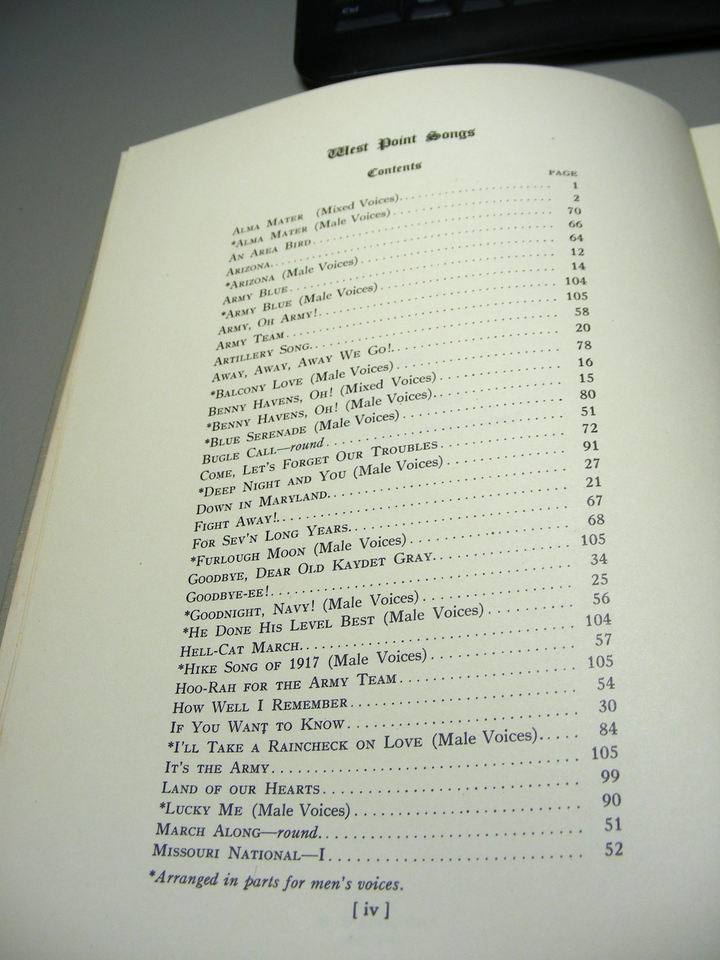 Ctrl
West Point Songs
Contents
PAGE
ALMA MATER (Mixed Voices) 1
*ALMA MATER (Male Voices) 2
AN AREA BIRD 70
ARIZONA 66
*ARIZONA (Male Voices) 64
ARMY BLUE 12
*ARMY BLUE (Male Voices) 14
ARMY, OH ARMY! 104
ARMY TEAM 105
ARTILLERY SONG 58
AWAY, AWAY, AWAY WE GO! 20
*BALCONY LOVE (Male Voices) 78
BENNY HAVENS, OH! (Mixed Voices) 16
*BENNY HAVENS, OH! (Male Voices) 15
*BLUE SERENADE (Male Voices) 80
BUGLE CALL—round 51
COME, LET'S FORGET OUR TROUBLES 72
*DEEP NIGHT AND YOU (Male Voices) 91
DOWN IN MARYLAND 27
FIGHT AWAY! 21
FOR SEV'N LONG YEARS 67
*FURLOUGH MOON (Male Voices) 68
GOODBYE, DEAR OLD KAYDET GRAY 105
GOODBYE-EE! 34
*GOODNIGHT, NAVY! (Male Voices) 25
*HE DONE HIS LEVEL BEST (Male Voices) 56
HELL-CAT MARCH 104
*HIKE SONG OF 1917 (Male Voices) 57
HOO-RAH FOR THE ARMY TEAM 105
HOW WELL I REMEMBER 54
IF YOU WANT TO KNOW 30
*I'LL TAKE A RAINCHECK ON LOVE (Male Voices) 84
IT'S THE ARMY 105
LAND OF OUR HEARTS 99
*LUCKY ME (Male Voices) 90
MARCH ALONG—round 51
MISSOURI NATIONAL—I 52
*Arranged in parts for men's voices.
[ iv ]